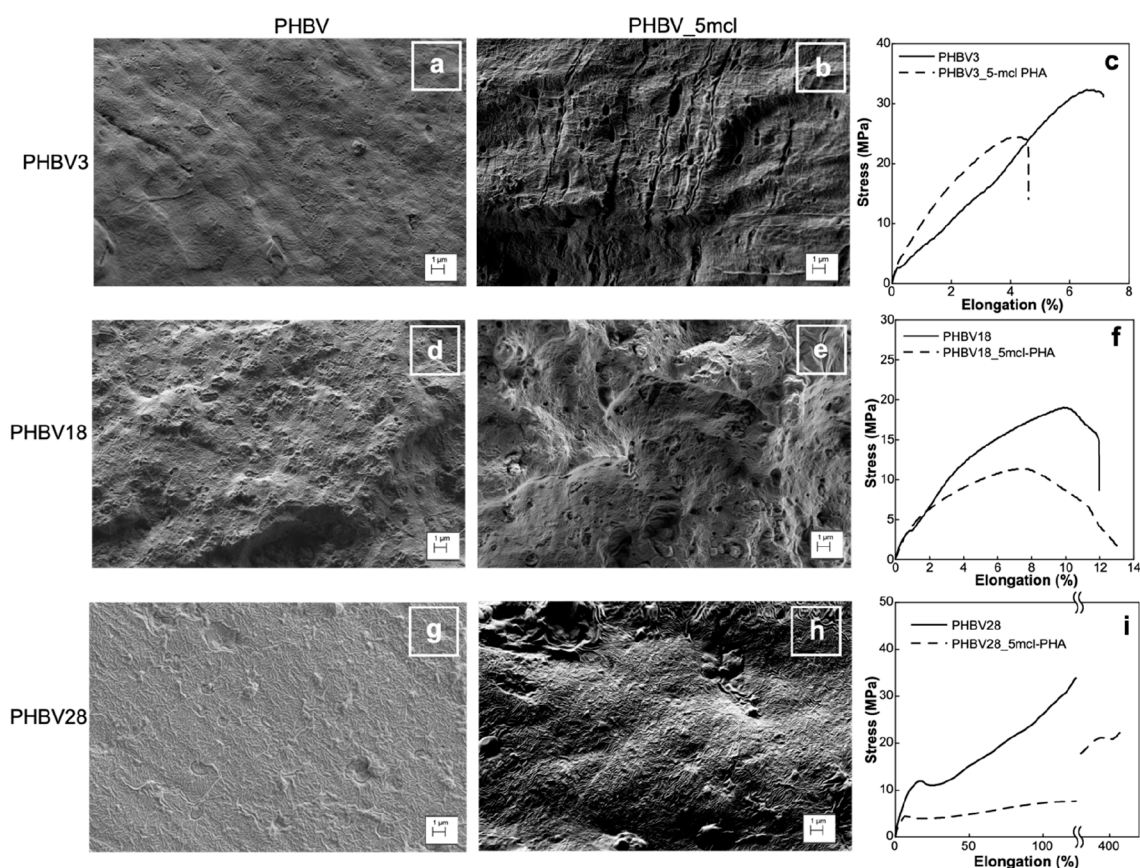 PHBV
PHBV_5mcl
PHBV3
a
1 µm
b
1 µm
c
PHBV3
PHBV3_5-mcl PHA
Stress (MPa)
40
30
20
10
0
0 2 4 6 8
Elongation (%)
PHBV18
d
1 µm
e
1 µm
f
PHBV18
PHBV18_5mcl-PHA
Stress (MPa)
30
25
20
15
10
5
0
0 2 4 6 8 10 12 14
Elongation (%)
PHBV28
g
1 µm
h
1 µm
i
PHBV28
PHBV28_5mcl-PHA
Stress (MPa)
50
40
30
20
10
0
0 50 100 400
Elongation (%)